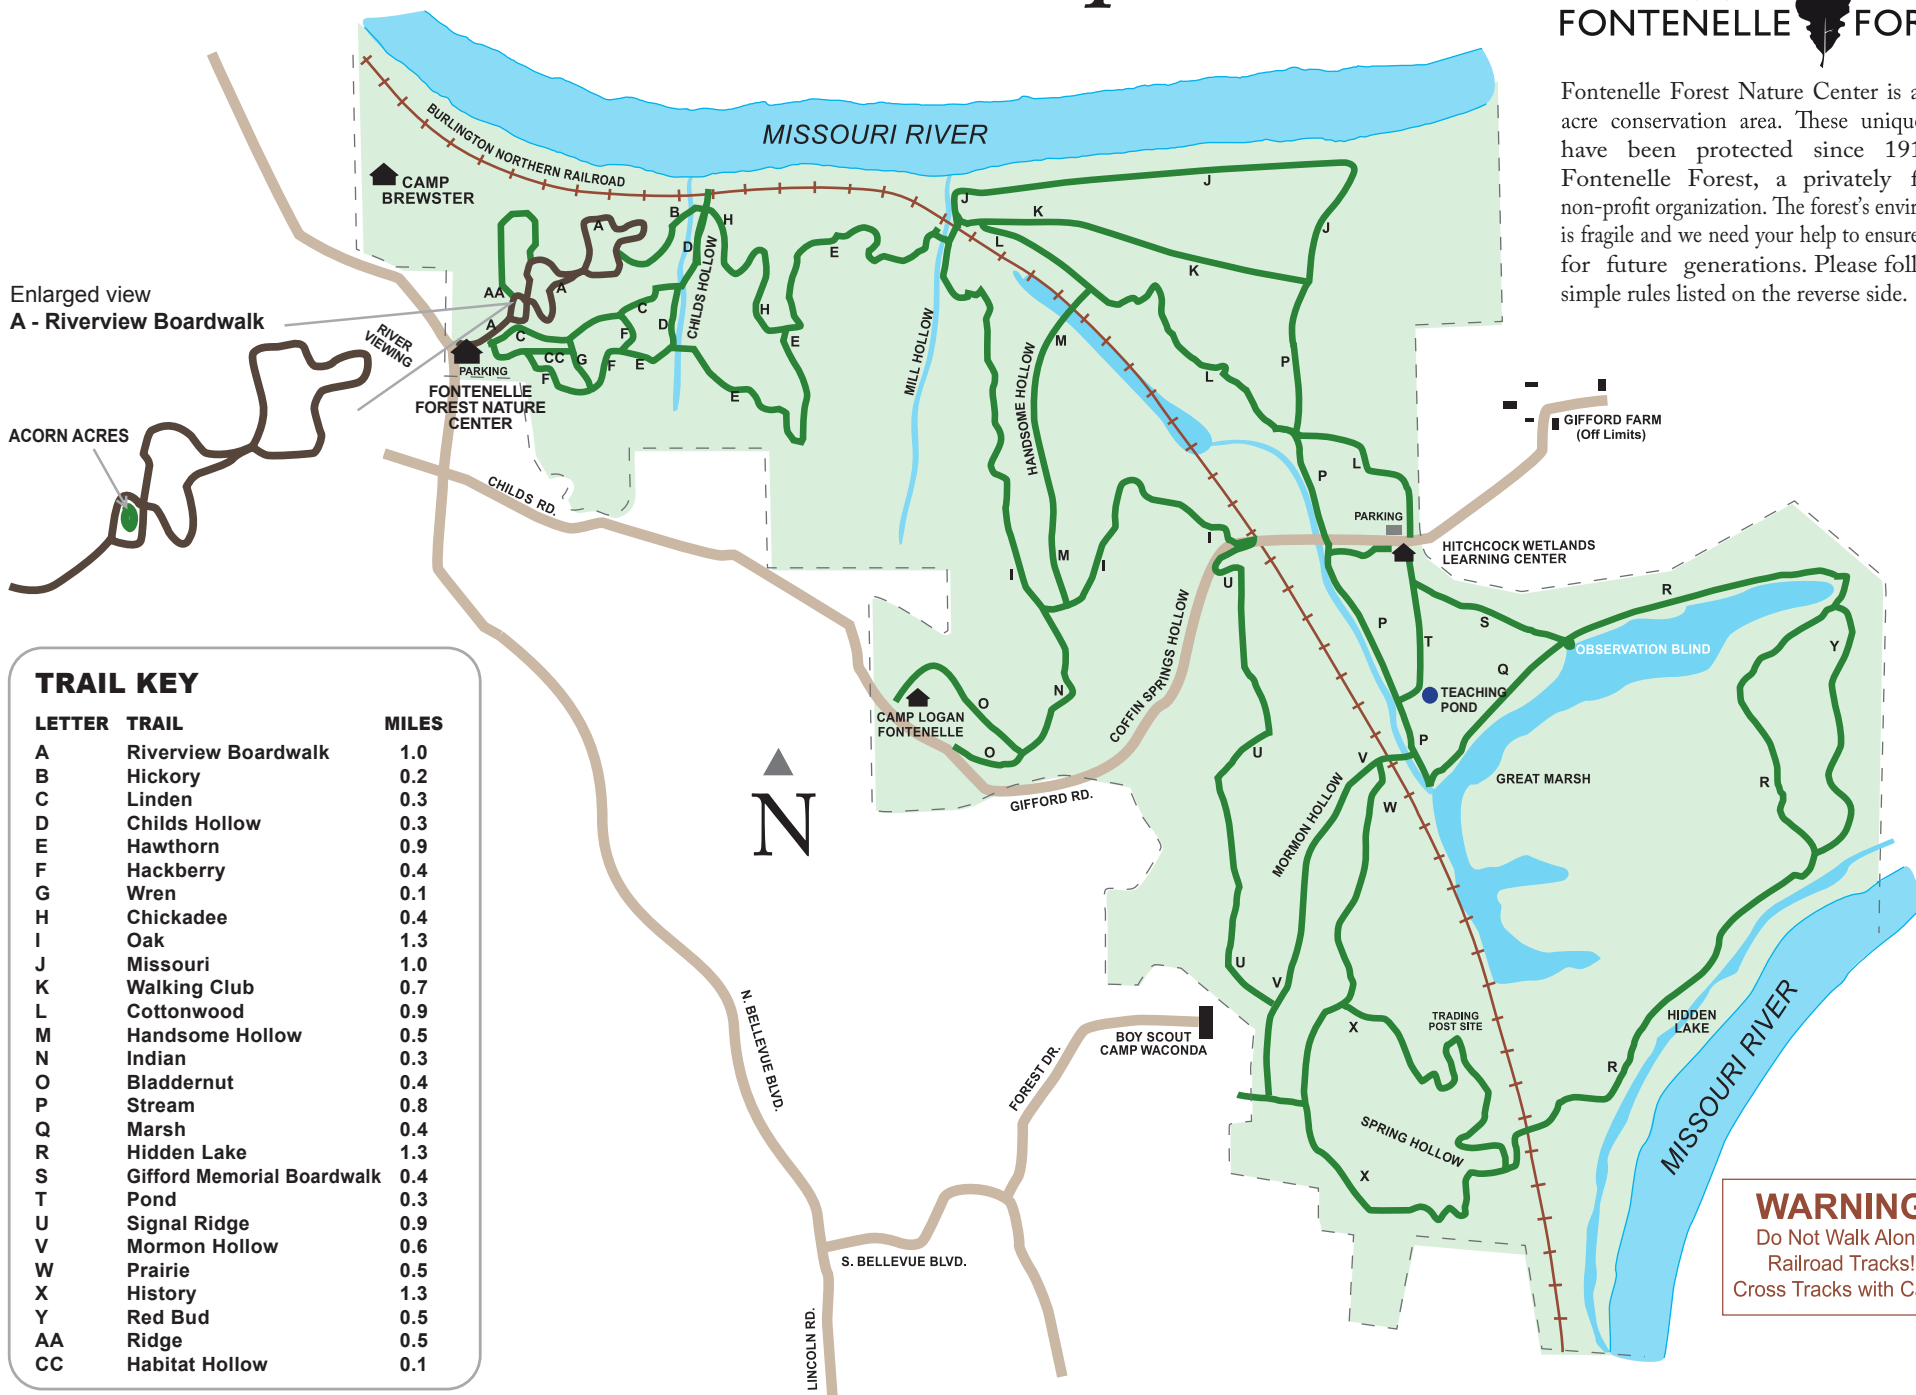 FONTENELLE
Fontenelle Forest Nature Center is
acre conservation area. These
have been protected since
Fontenelle Forest, a privately
non-profit organization. The forest's
is fragile and we need your help to ensure
for future generations. Please
simple rules listed on the reverse side.
MISSOURI RIVER
BURLINGTON NORTHERN RAILROAD
CAMP
BREWSTER
Enlarged view
A - Riverview Boardwalk
RIVER
VIEWING
ACORN ACRES
PARKING
FONTENELLE
FOREST NATURE
CENTER
AA
A
A
A
B
H
D
C
C
D
F
CC
G
F
F
E
E
H
E
E
CHILDS HOLLOW
MILL HOLLOW
HANDSOME HOLLOW
J
J
J
K
K
L
L
L
M
M
P
P
I
I
I
CHILDS RD.
GIFFORD FARM
(Off Limits)
PARKING
HITCHCOCK WETLANDS
LEARNING CENTER
U
P
T
S
R
Y
Q
OBSERVATION BLIND
TEACHING
POND
COFFIN SPRINGS HOLLOW
CAMP LOGAN
FONTENELLE
O
O
N
GIFFORD RD.
N
U
V
P
W
GREAT MARSH
R
MORMON HOLLOW
U
V
X
TRADING
POST SITE
HIDDEN
LAKE
R
MISSOURI RIVER
BOY SCOUT
CAMP WACONDA
FOREST DR.
N. BELLEVUE BLVD.
SPRING HOLLOW
X
S. BELLEVUE BLVD.
LINCOLN RD.
TRAIL KEY
LETTER TRAIL MILES
A Riverview Boardwalk 1.0
B Hickory 0.2
C Linden 0.3
D Childs Hollow 0.3
E Hawthorn 0.9
F Hackberry 0.4
G Wren 0.1
H Chickadee 0.4
I Oak 1.3
J Missouri 1.0
K Walking Club 0.7
L Cottonwood 0.9
M Handsome Hollow 0.5
N Indian 0.3
O Bladdernut 0.4
P Stream 0.8
Q Marsh 0.4
R Hidden Lake 1.3
S Gifford Memorial Boardwalk 0.4
T Pond 0.3
U Signal Ridge 0.9
V Mormon Hollow 0.6
W Prairie 0.5
X History 1.3
Y Red Bud 0.5
AA Ridge 0.5
CC Habitat Hollow 0.1
WARNING
Do Not Walk
Railroad Tracks!
Cross Tracks with